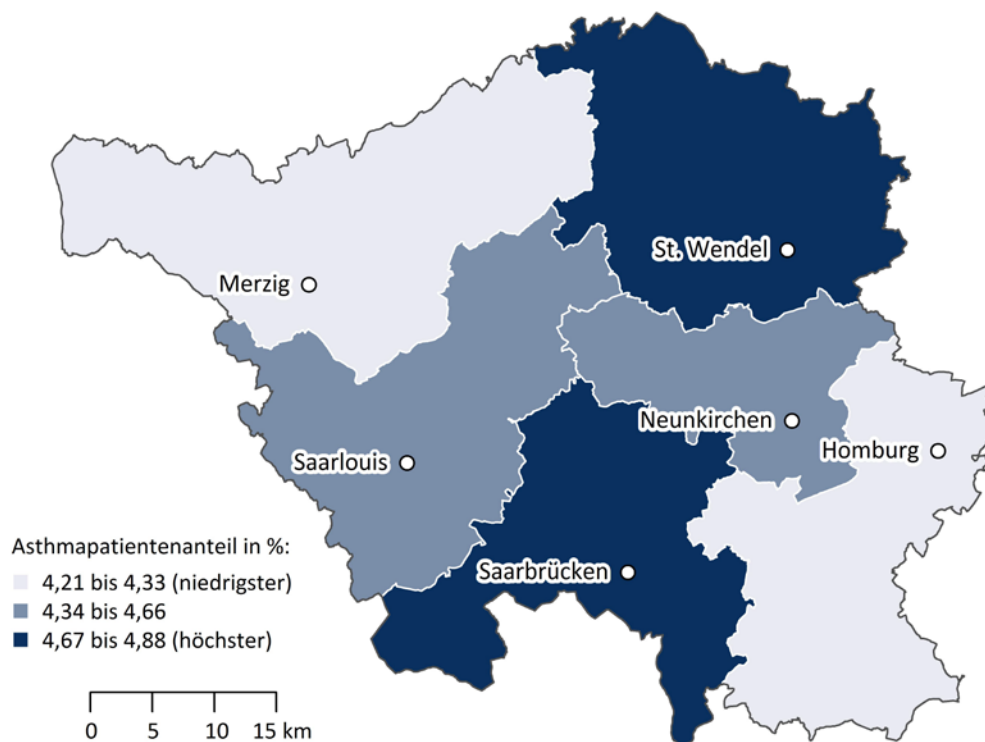 St. Wendel
Merzig
Neunkirchen
Homburg
Saarlouis
Saarbrücken
Asthmapatientenanteil in %:
4,21 bis 4,33 (niedrigster)
4,34 bis 4,66
4,67 bis 4,88 (höchster)
0 5 10 15 km